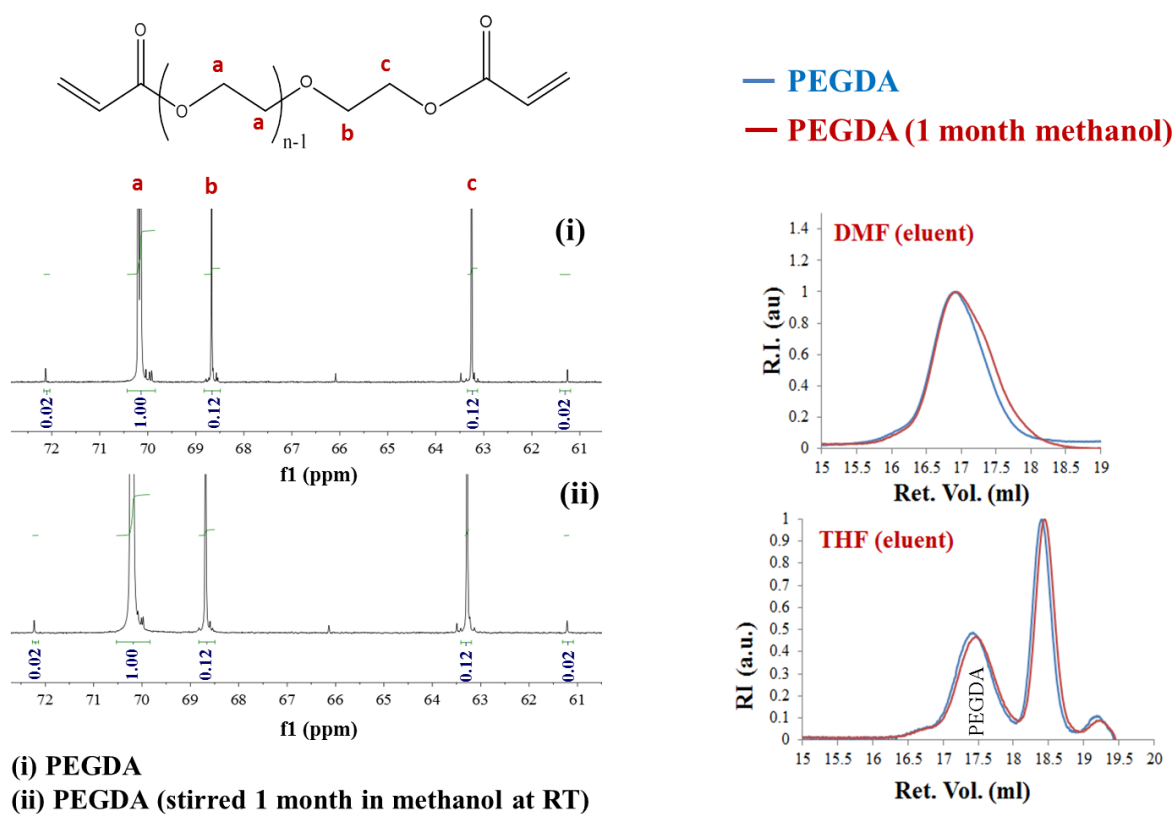 O
a
O
a
n-1
O
b
c
O
O
a
b
c
(i)
0.02
1.00
0.12
0.12
0.02
72 71 70 69 68 67 66 65 64 63 62 61
f1 (ppm)
(ii)
0.02
1.00
0.12
0.12
0.02
72 71 70 69 68 67 66 65 64 63 62 61
f1 (ppm)
(i) PEGDA
(ii) PEGDA (stirred 1 month in methanol at RT)
PEGDA
PEGDA (1 month methanol)
DMF (eluent)
R.I. (au)
1.4
1.2
1
0.8
0.6
0.4
0.2
0
15 15.5 16 16.5 17 17.5 18 18.5 19
Ret. Vol. (ml)
THF (eluent)
RI (a.u.)
1
0.9
0.8
0.7
0.6
0.5
0.4
0.3
0.2
0.1
0
PEGDA
15 15.5 16 16.5 17 17.5 18 18.5 19 19.5 20
Ret. Vol. (ml)